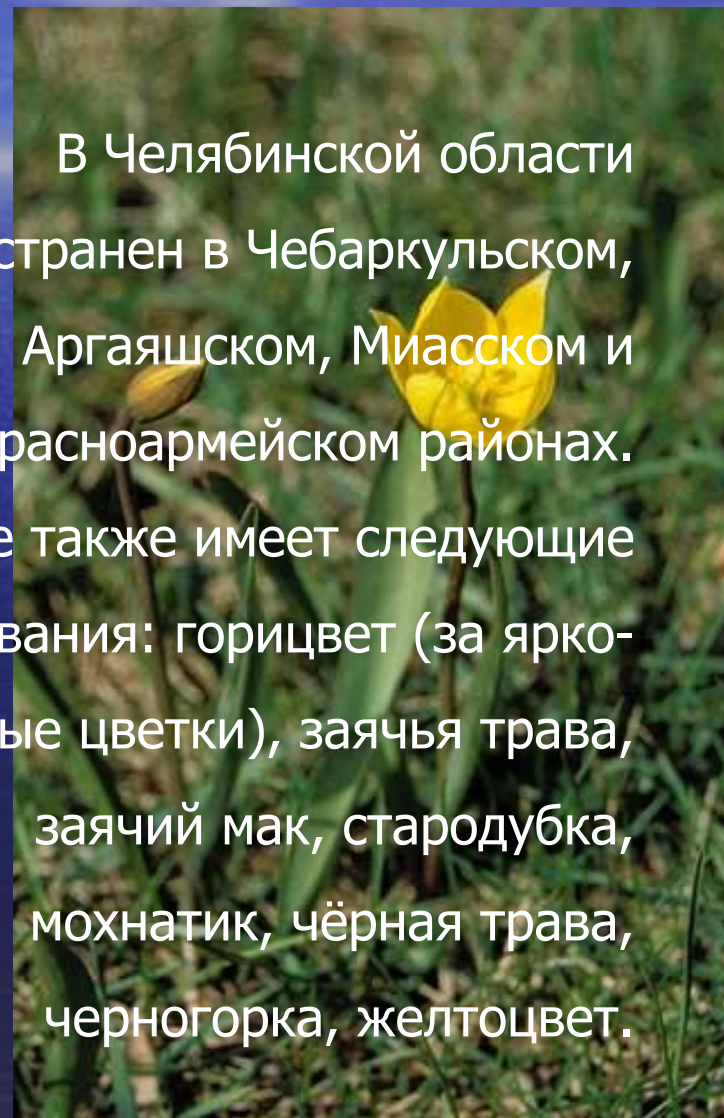 В Челябинской области
странен в Чебаркульском,
Аргаяшском, Миасском и
расноармейском районах.
е также имеет следующие
вания: горицвет (за ярко-
ые цветки), заячья трава,
заячий мак, стародубка,
мохнатик, чёрная трава,
черногорка, желтоцвет.